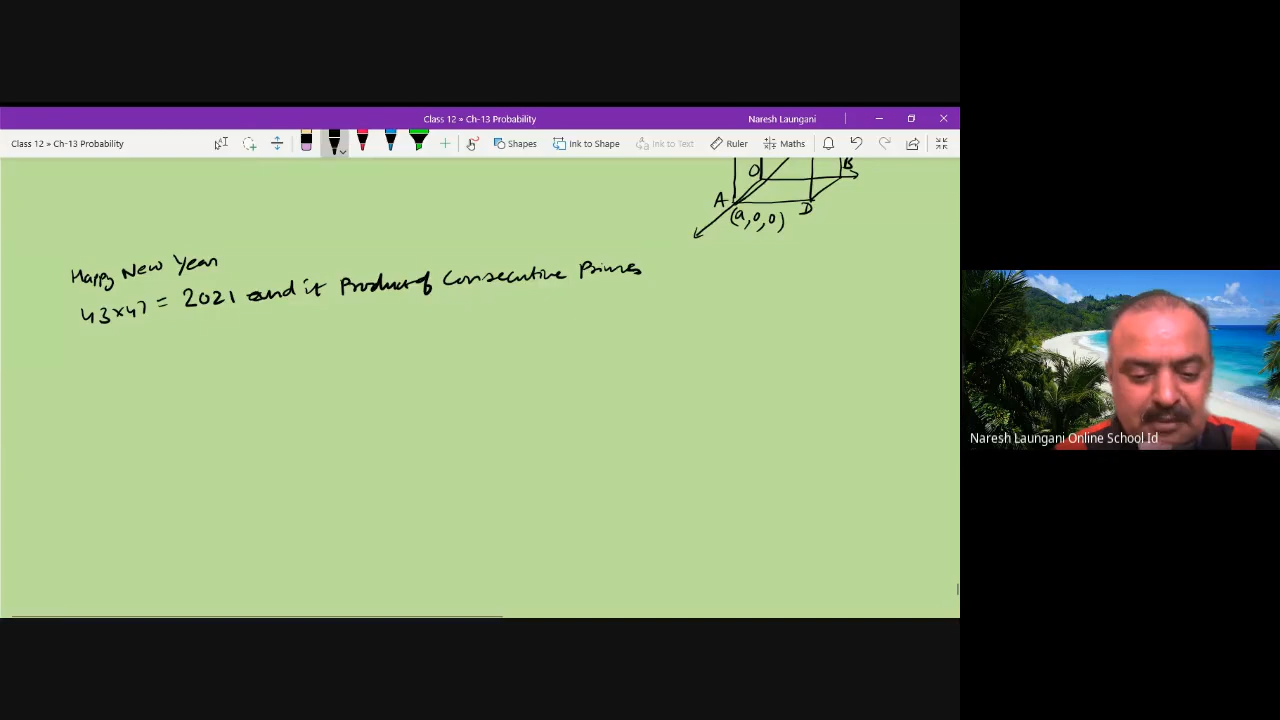 Class 12 » Ch-13 Probability
Naresh Laungani
Class 12 » Ch-13 Probability
Shapes
Ink to Shape
Ink to Text
Ruler
Maths
O
B
A
D
(a,0,0)
Happy New Year
43x47 = 2021 and it Product of Consecutive Primes
Naresh Laungani Online School.Id